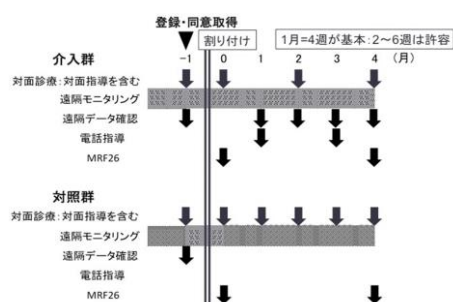 登録・同意取得
割り付け
1月=4週が基本：2～6週は許容
介入群
-1 0 1 2 3 4 (月)
対面診療：対面指導を含む
遠隔モニタリング
遠隔データ確認
電話指導
MRF26
対照群
対面診療：対面指導を含む
遠隔モニタリング
遠隔データ確認
電話指導
MRF26